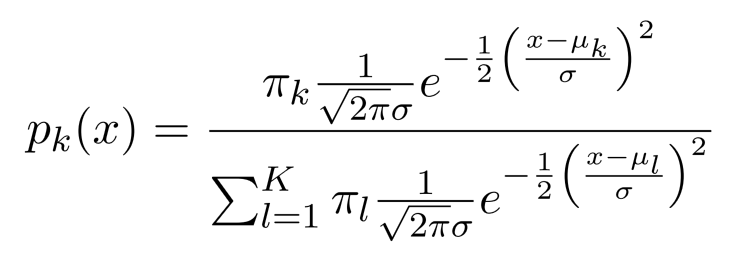 p_k(x) = \frac{\pi_k \frac{1}{\sqrt{2\pi}\sigma} e^{-\frac{1}{2}\left(\frac{x-\mu_k}{\sigma}\right)^2}}{\sum_{l=1}^{K} \pi_l \frac{1}{\sqrt{2\pi}\sigma} e^{-\frac{1}{2}\left(\frac{x-\mu_l}{\sigma}\right)^2}}